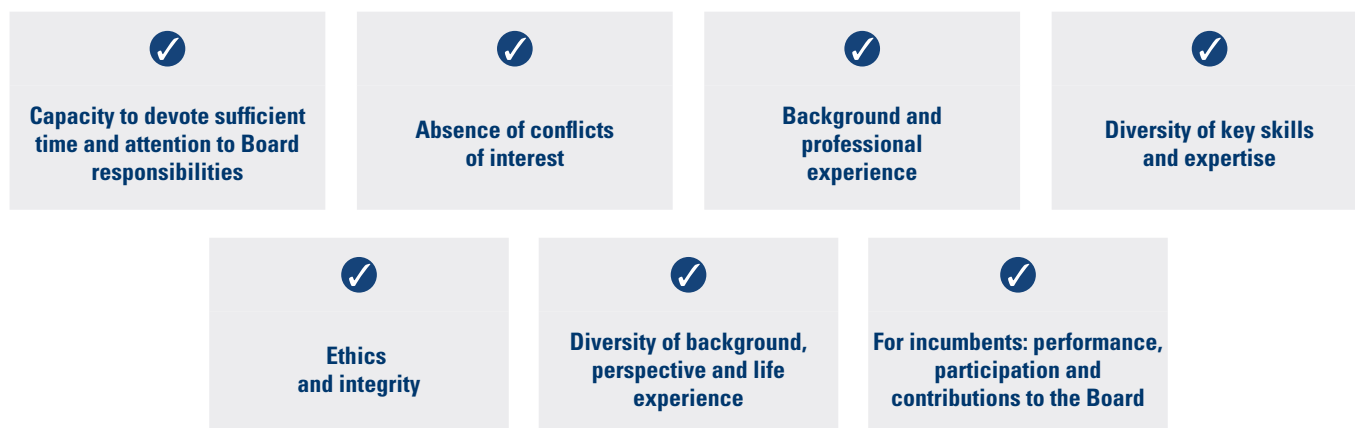 Capacity to devote sufficient
time and attention to Board
responsibilities
Absence of conflicts
of interest
Background and
professional
experience
Diversity of key skills
and expertise
Ethics
and integrity
Diversity of background,
perspective and life
experience
For incumbents: performance,
participation and
contributions to the Board